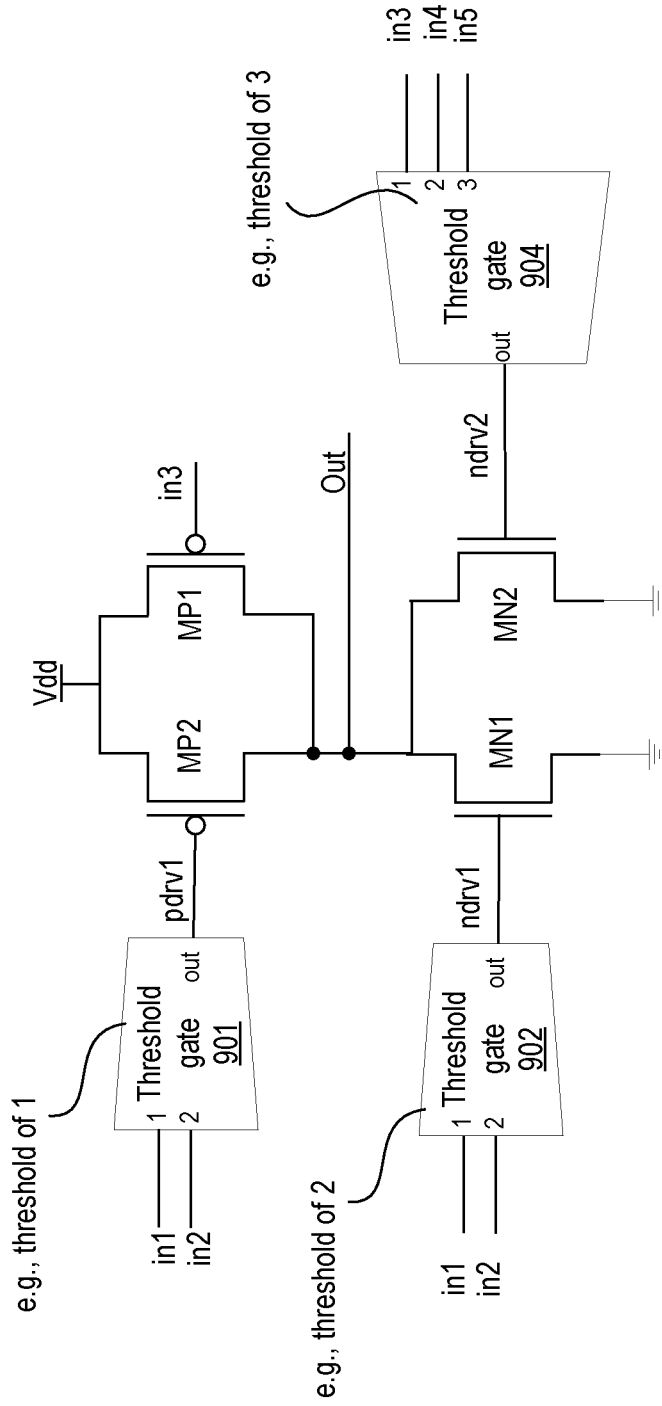 e.g., threshold of 1
in1
in2
1
2
Threshold
gate
901
out
pdrv1
Vdd
MP2
MP1
in3
Out
e.g., threshold of 2
in1
in2
1
2
Threshold
gate
902
out
ndrv1
MN1
MN2
ndrv2
out
Threshold
gate
904
1
2
3
e.g., threshold of 3
in3
in4
in5